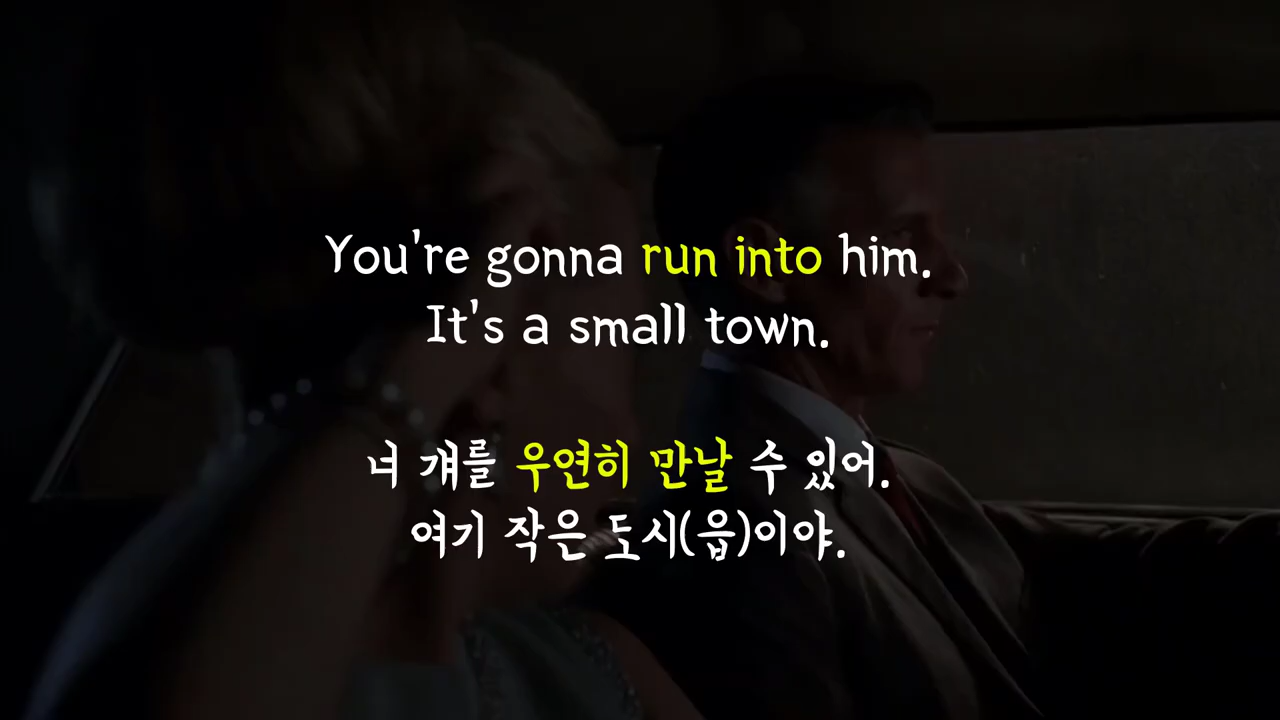 You're gonna run into him.
It's a small town.
너 걔를 우연히 만날 수 있어.
여기 작은 도시(읍)이야.